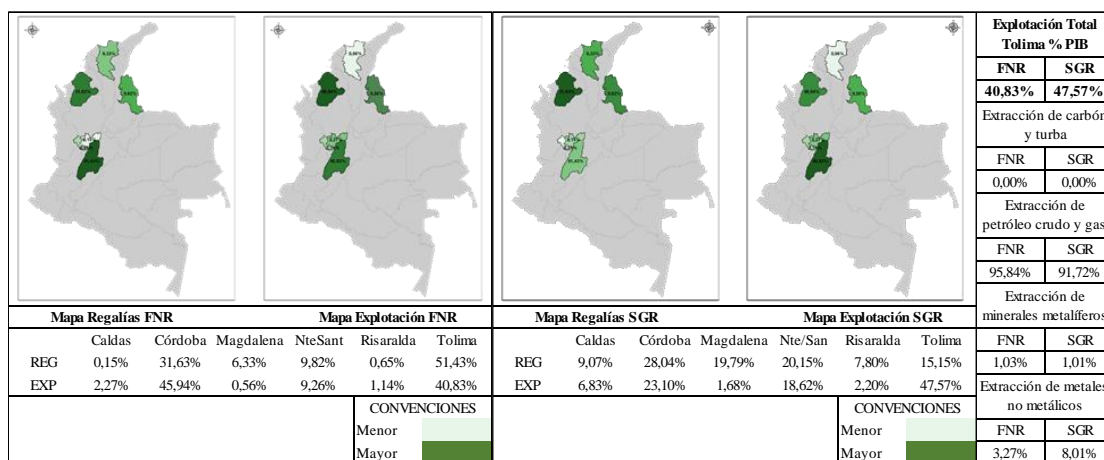 Explotación Total
Tolima % PIB
FNR SGR
40,83% 47,57%
Extracción de carbón
y turba
FNR SGR
0,00% 0,00%
Extracción de
petróleo crudo y gas
FNR SGR
95,84% 91,72%
Extracción de
minerales metalíferos
FNR SGR
1,03% 1,01%
Extracción de metales
no metálicos
FNR SGR
3,27% 8,01%
Mapa Regalías FNR Mapa Explotación FNR
Caldas Córdoba Magdalena NteSant Risaralda Tolima
REG 0,15% 31,63% 6,33% 9,82% 0,65% 51,43%
EXP 2,27% 45,94% 0,56% 9,26% 1,14% 40,83%
CONVENCIONES
Menor
Mayor
Mapa Regalías SGR Mapa Explotación SGR
Caldas Córdoba Magdalena Nte/San Risaralda Tolima
REG 9,07% 28,04% 19,79% 20,15% 7,80% 15,15%
EXP 6,83% 23,10% 1,68% 18,62% 2,20% 47,57%
CONVENCIONES
Menor
Mayor